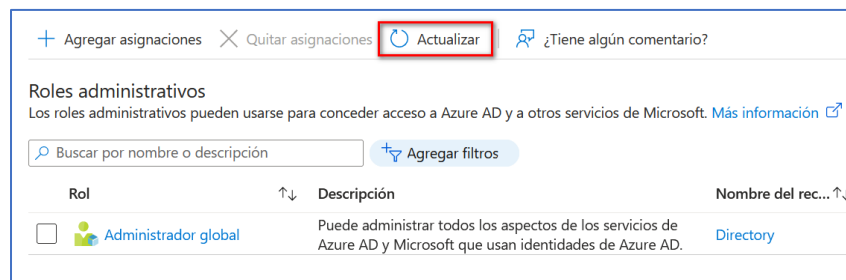 Agregar asignaciones Quitar asignaciones Actualizar ¿Tiene algún comentario?
Roles administrativos
Los roles administrativos pueden usarse para conceder acceso a Azure AD y a otros servicios de Microsoft. Más información
Buscar por nombre o descripción Agregar filtros
Rol Descripción Nombre del rec...
Administrador global Puede administrar todos los aspectos de los servicios de Directory
Azure AD y Microsoft que usan identidades de Azure AD.